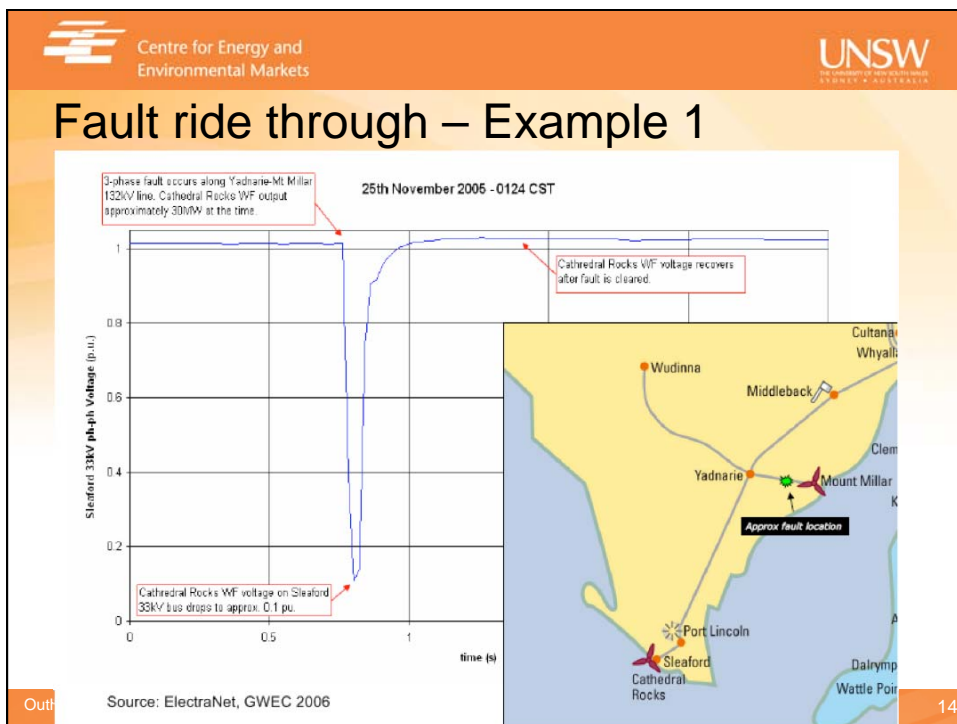 Centre for Energy and
Environmental Markets
UNSW
THE UNIVERSITY OF NEW SOUTH WALES
SYDNEY • AUSTRALIA
Fault ride through – Example 1
3-phase fault occurs along Yadnarie-Mt Millar
132kV line. Cathedral Rocks WF output
approximately 30MW at the time.
25th November 2005 - 0124 CST
Cathredral Rocks WF voltage recovers
after fault is cleared.
Sleaford 33kV ph-ph Voltage (p.u.)
1
0.8
0.6
0.4
0.2
0
0
0.5
1
time (s)
Cathredral Rocks WF voltage on Sleaford
33kV bus drops to approx. 0.1 pu.
Cultana
Whyall
Wudinna
Middleback
Clem
Yadnarie
Mount Millar
K
Approx fault location
Port Lincoln
Sleaford
Cathedral
Rocks
Dalrymp
Wattle Poin
Source: ElectraNet, GWEC 2006
Outh
14